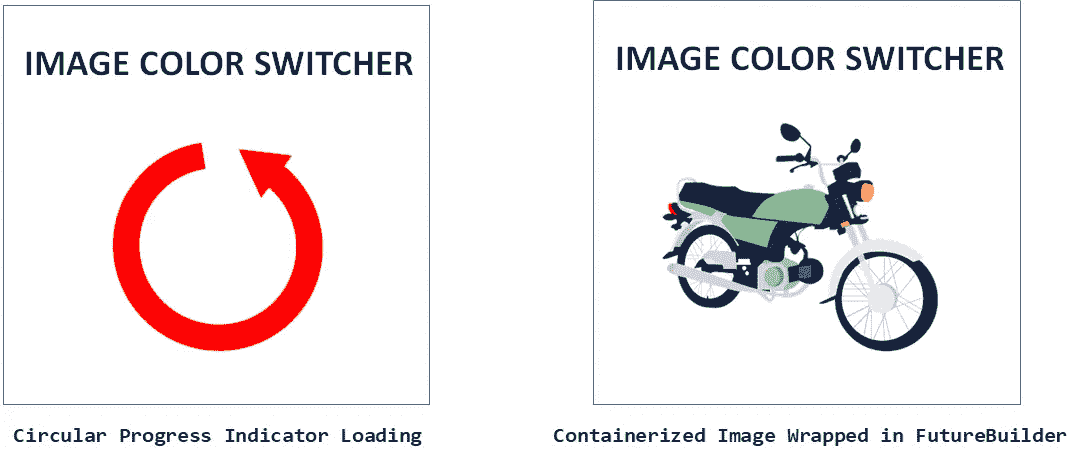 IMAGE COLOR SWITCHER
IMAGE COLOR SWITCHER
Circular Progress Indicator Loading
Containerized Image Wrapped in FutureBuilder